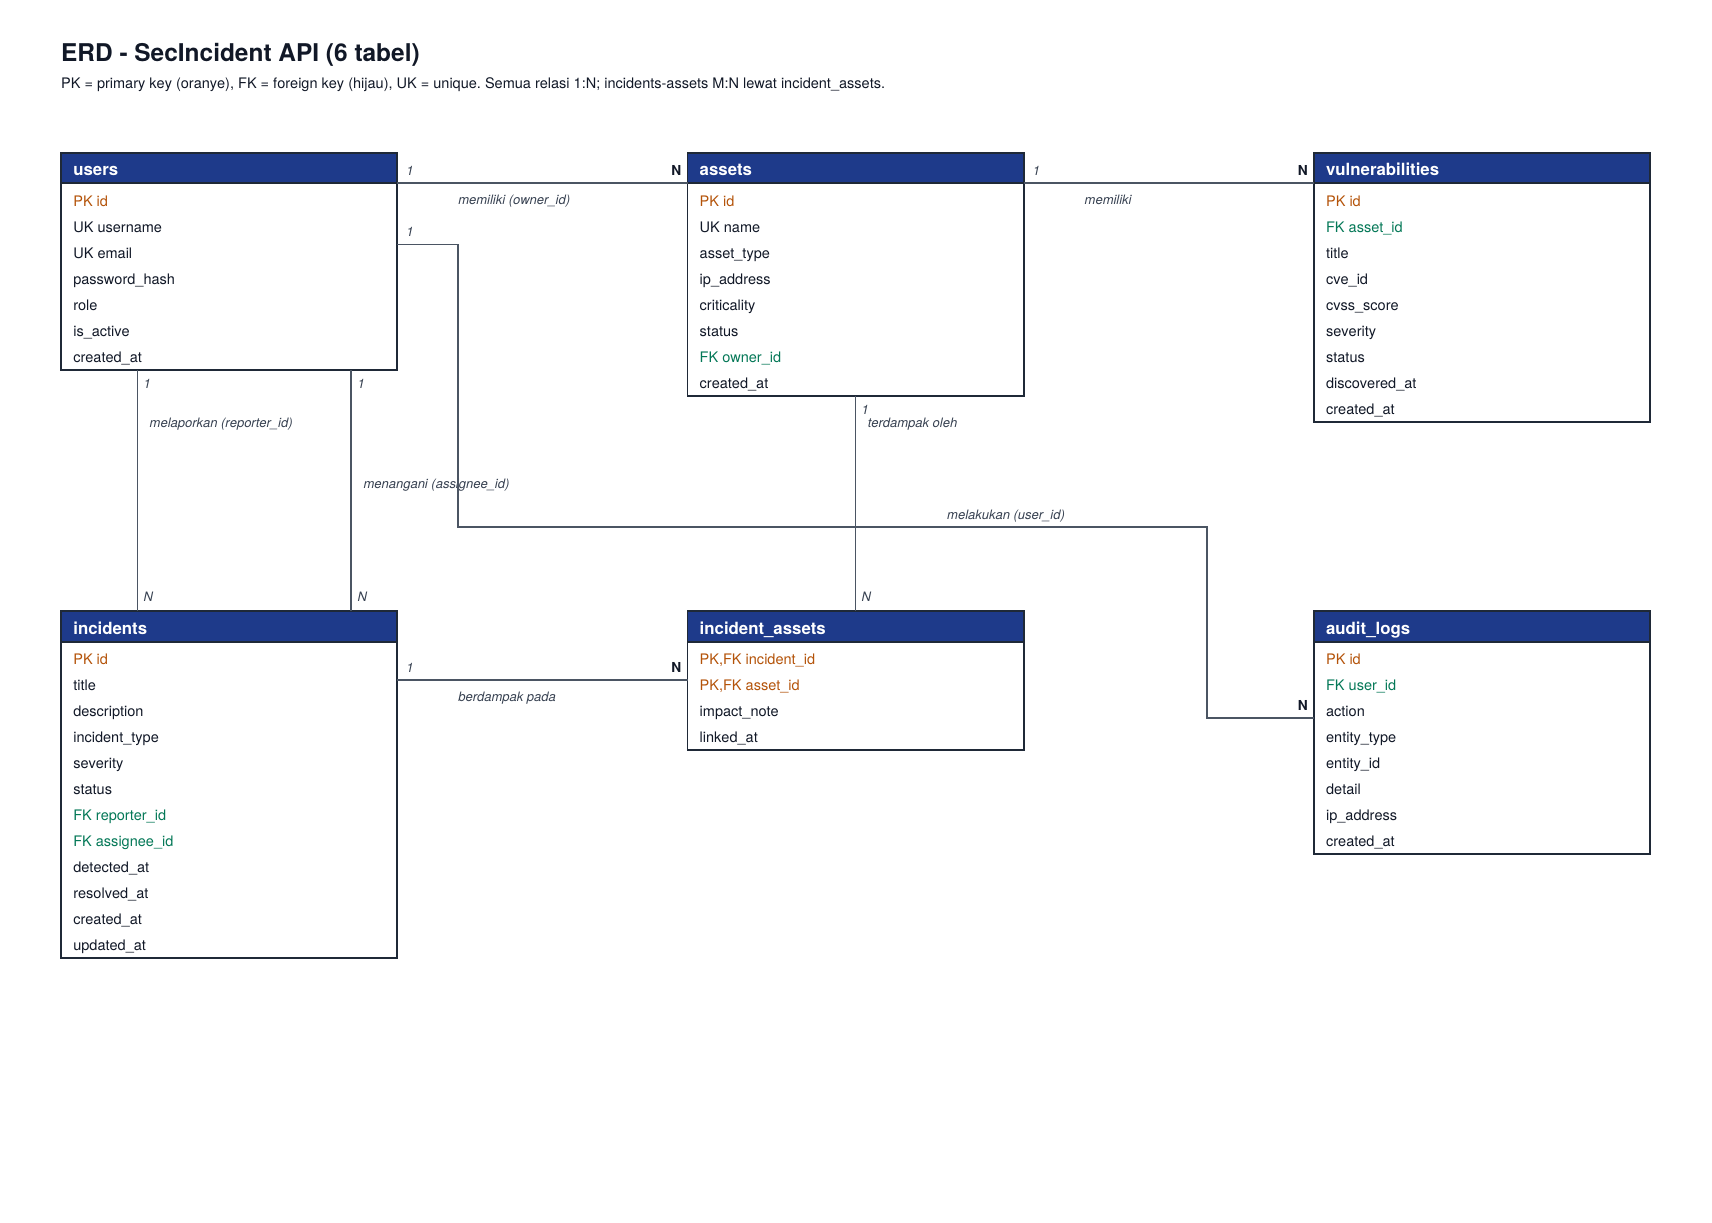 ERD - SecIncident API (6 tabel)
PK = primary key (oranye), FK = foreign key (hijau), UK = unique. Semua relasi 1:N; incidents-assets M:N lewat incident_assets.
users
PK id
UK username
UK email
password_hash
role
is_active
created_at
1
N
memiliki (owner_id)
1
assets
PK id
UK name
asset_type
ip_address
criticality
status
FK owner_id
created_at
1
N
memiliki
vulnerabilities
PK id
FK asset_id
title
cve_id
cvss_score
severity
status
discovered_at
created_at
1
melaporkan (reporter_id)
N
1
menangani (assignee_id)
N
1
terdampak oleh
N
melakukan (user_id)
N
incidents
PK id
title
description
incident_type
severity
status
FK reporter_id
FK assignee_id
detected_at
resolved_at
created_at
updated_at
1
N
berdampak pada
incident_assets
PK,FK incident_id
PK,FK asset_id
impact_note
linked_at
audit_logs
PK id
FK user_id
action
entity_type
entity_id
detail
ip_address
created_at